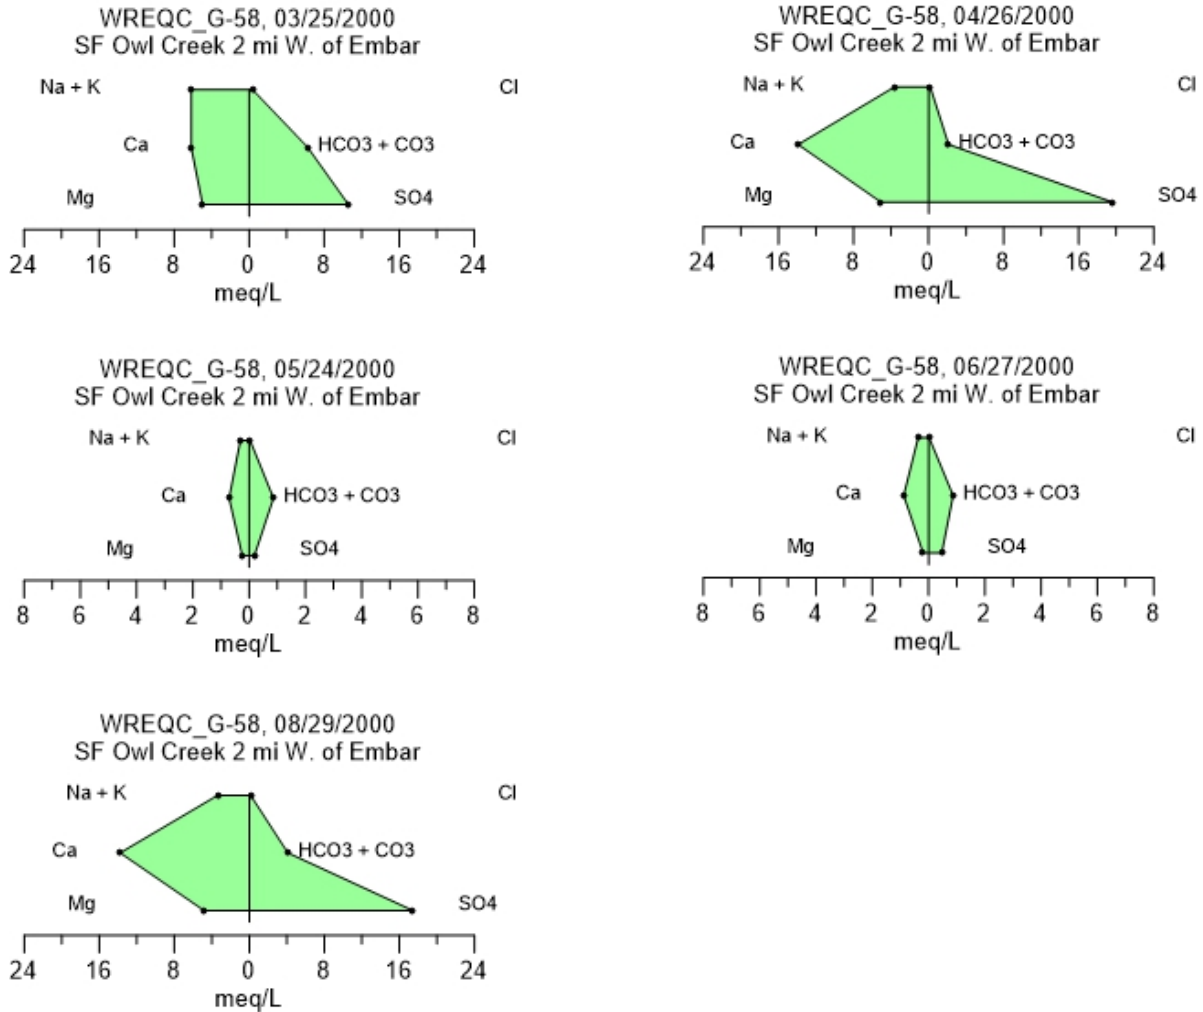 WREQC_G-58, 03/25/2000
SF Owl Creek 2 mi W. of Embar
Na + K
Cl
Ca
HCO3 + CO3
Mg
SO4
24 16 8 0 8 16 24
meq/L
WREQC_G-58, 04/26/2000
SF Owl Creek 2 mi W. of Embar
Na + K
Cl
Ca
HCO3 + CO3
Mg
SO4
24 16 8 0 8 16 24
meq/L
WREQC_G-58, 05/24/2000
SF Owl Creek 2 mi W. of Embar
Na + K
Cl
Ca
HCO3 + CO3
Mg
SO4
8 6 4 2 0 2 4 6 8
meq/L
WREQC_G-58, 06/27/2000
SF Owl Creek 2 mi W. of Embar
Na + K
Cl
Ca
HCO3 + CO3
Mg
SO4
8 6 4 2 0 2 4 6 8
meq/L
WREQC_G-58, 08/29/2000
SF Owl Creek 2 mi W. of Embar
Na + K
Cl
Ca
HCO3 + CO3
Mg
SO4
24 16 8 0 8 16 24
meq/L